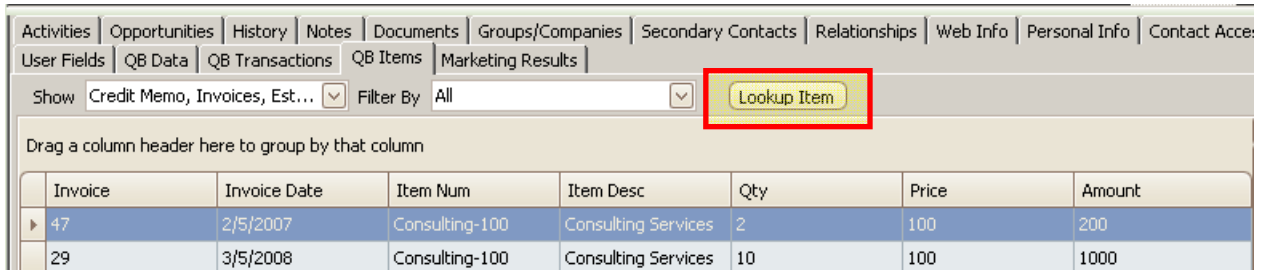 Activities Opportunities History Notes Documents Groups/Companies Secondary Contacts Relationships Web Info Personal Info Contact Acce
User Fields QB Data QB Transactions QB Items Marketing Results
Show Credit Memo, Invoices, Est... Filter By All Lookup Item
Drag a column header here to group by that column
Invoice Invoice Date Item Num Item Desc Qty Price Amount
47 2/5/2007 Consulting-100 Consulting Services 2 100 200
29 3/5/2008 Consulting-100 Consulting Services 10 100 1000